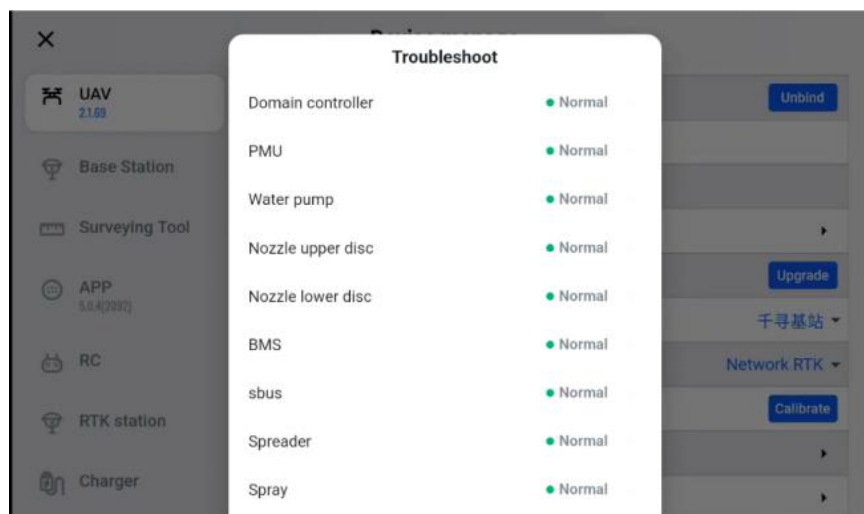 Device manage
Troubleshoot
UAV
2.1.69
Base Station
Surveying Tool
APP
5.0.4(2092)
RC
RTK station
Charger
Domain controller
Normal
PMU
Normal
Water pump
Normal
Nozzle upper disc
Normal
Nozzle lower disc
Normal
BMS
Normal
sbus
Normal
Spreader
Normal
Spray
Normal
Unbind
Upgrade
千寻基站
Network RTK
Calibrate